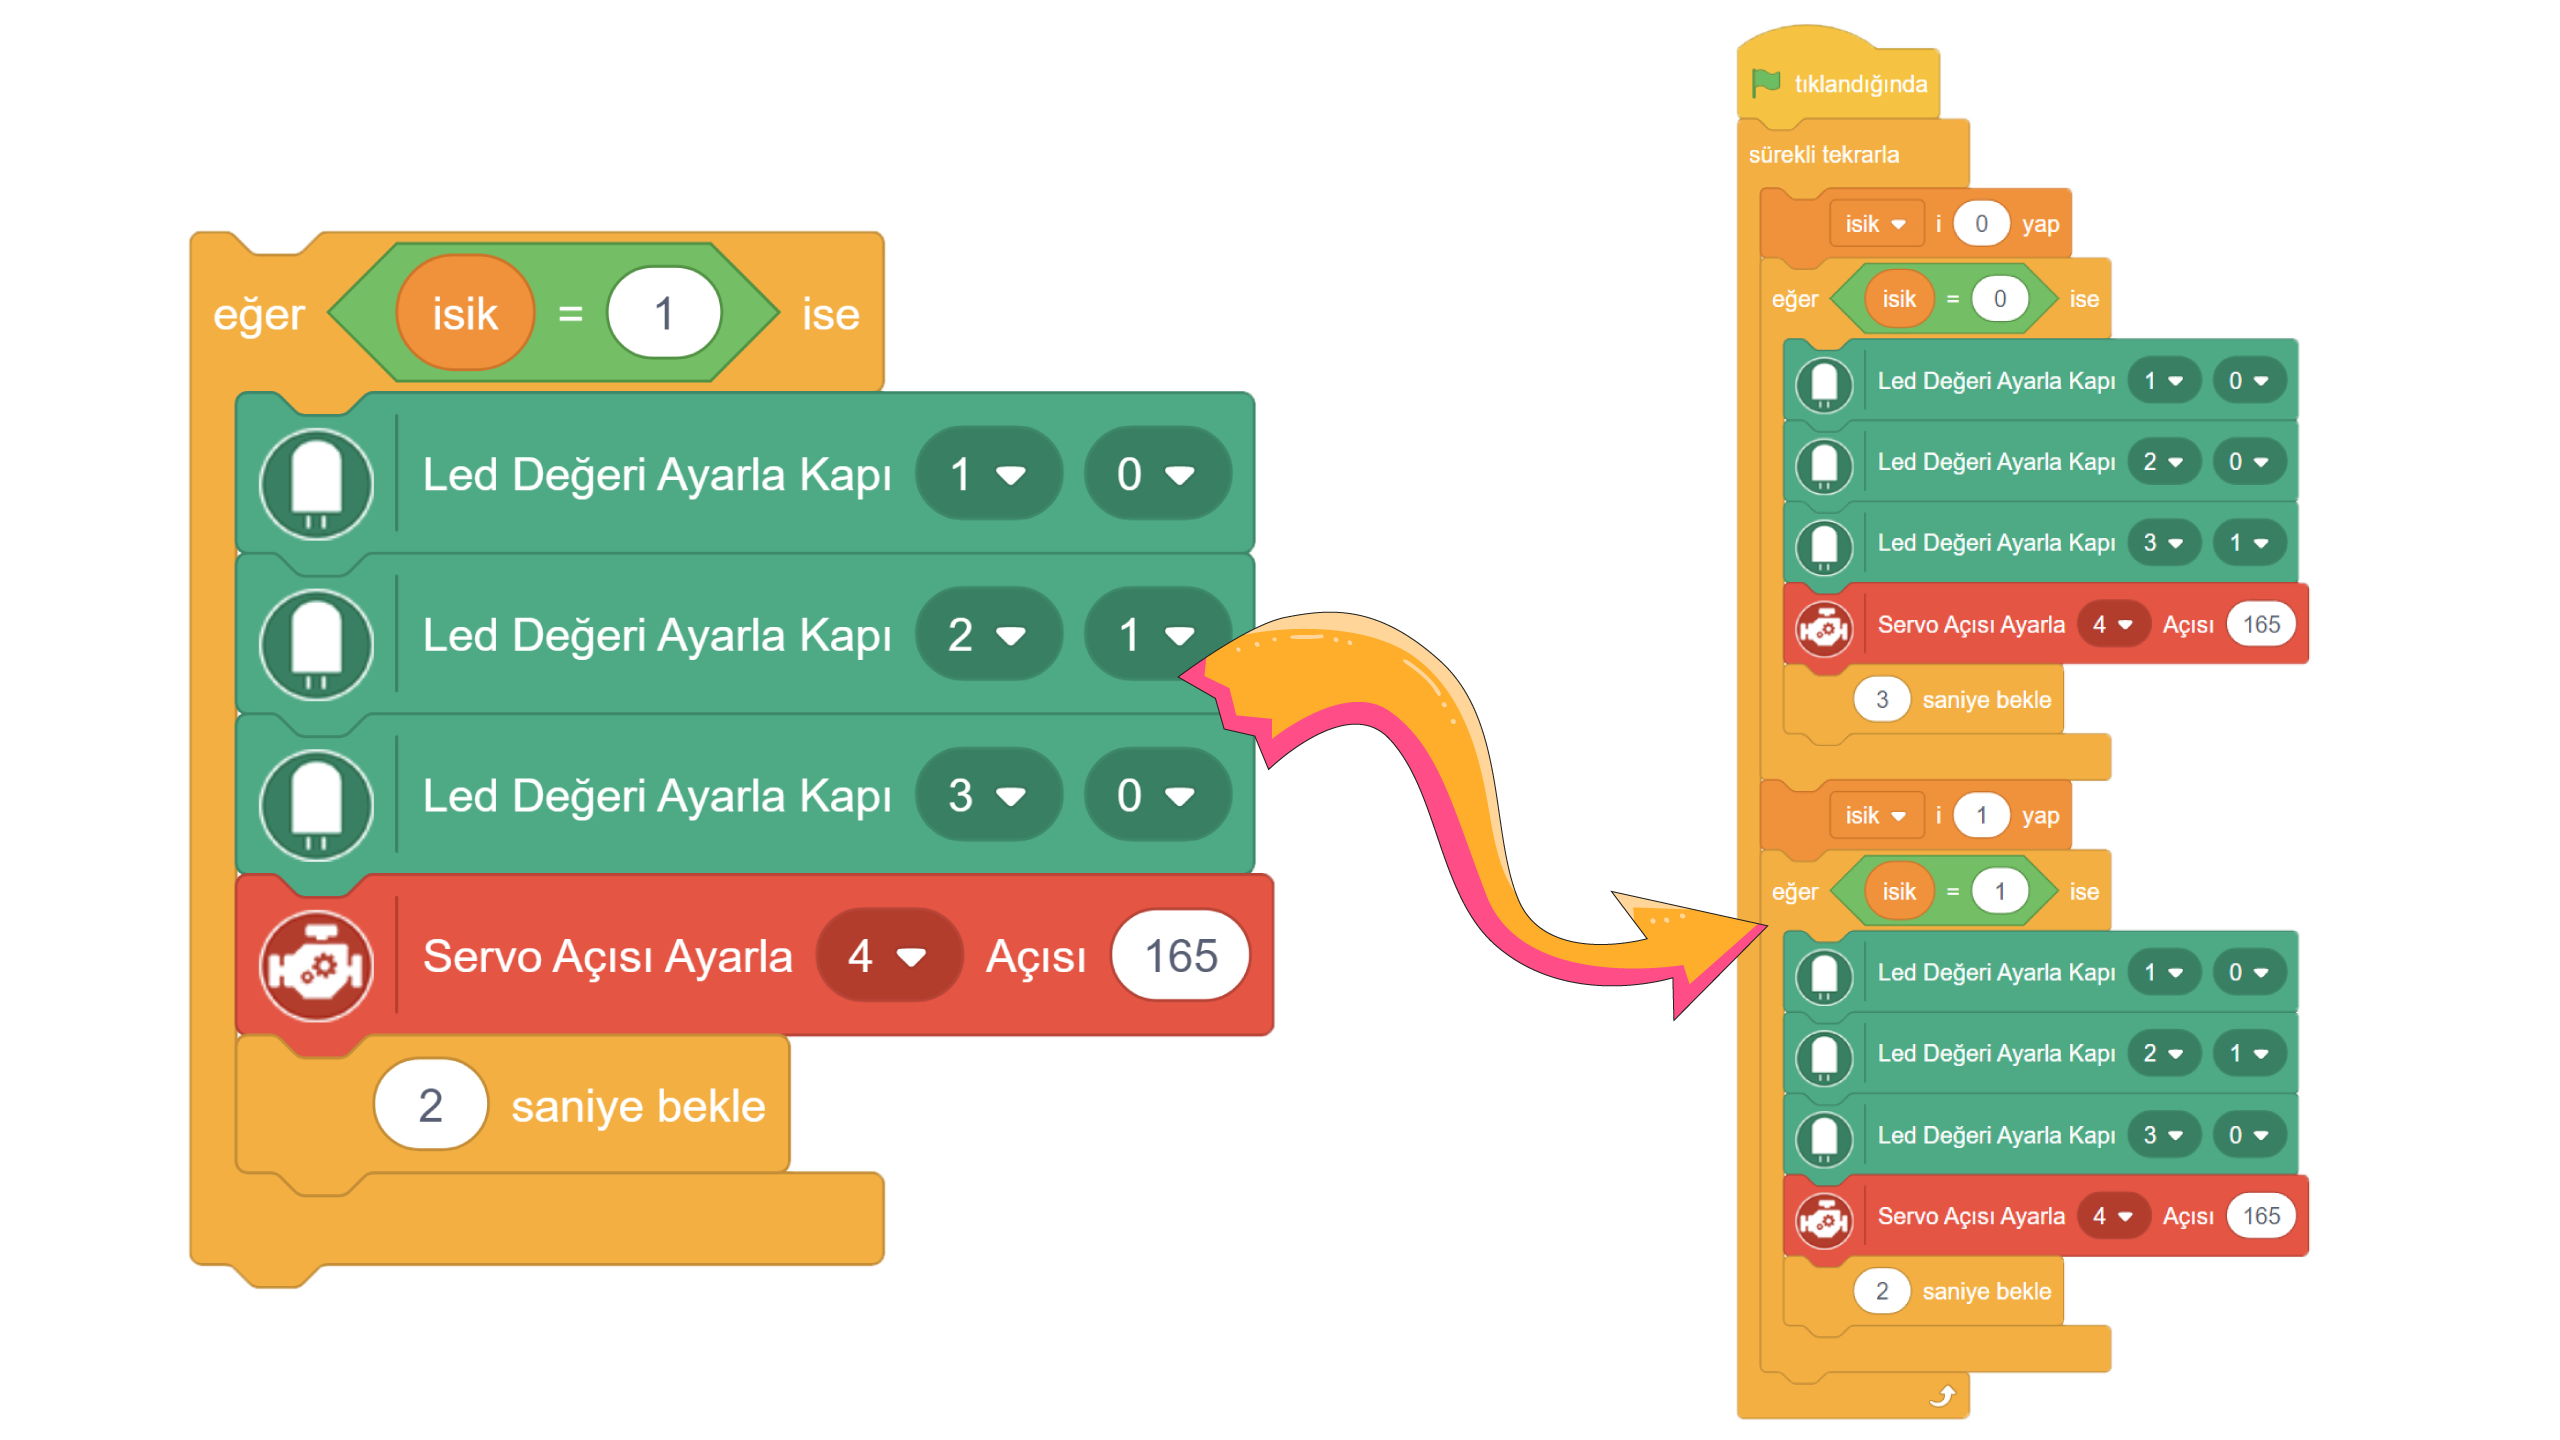 eğer isik = 1 ise
Led Değeri Ayarla Kapı 1 0
Led Değeri Ayarla Kapı 2 1
Led Değeri Ayarla Kapı 3 0
Servo Açısı Ayarla 4 Açısı 165
2 saniye bekle
tıklandığında
sürekli tekrarla
isik i 0 yap
eğer isik = 0 ise
Led Değeri Ayarla Kapı 1 0
Led Değeri Ayarla Kapı 2 0
Led Değeri Ayarla Kapı 3 1
Servo Açısı Ayarla 4 Açısı 165
3 saniye bekle
isik i 1 yap
eğer isik = 1 ise
Led Değeri Ayarla Kapı 1 0
Led Değeri Ayarla Kapı 2 1
Led Değeri Ayarla Kapı 3 0
Servo Açısı Ayarla 4 Açısı 165
2 saniye bekle